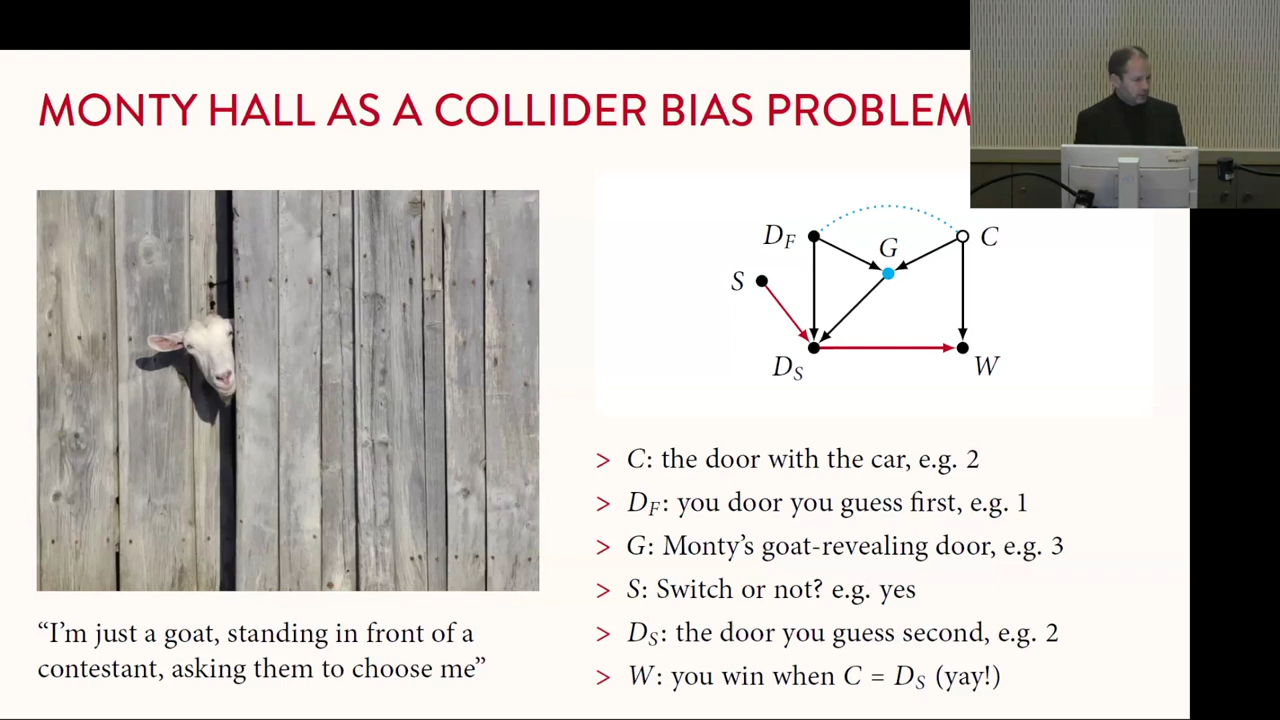 MONTY HALL AS A COLLIDER BIAS PROBLEM
D_F
G
C
S
D_S
W
> C: the door with the car, e.g. 2
> D_F: you door you guess first, e.g. 1
> G: Monty’s goat-revealing door, e.g. 3
> S: Switch or not? e.g. yes
> D_S: the door you guess second, e.g. 2
> W: you win when C = D_S (yay!)
“I’m just a goat, standing in front of a
contestant, asking them to choose me”